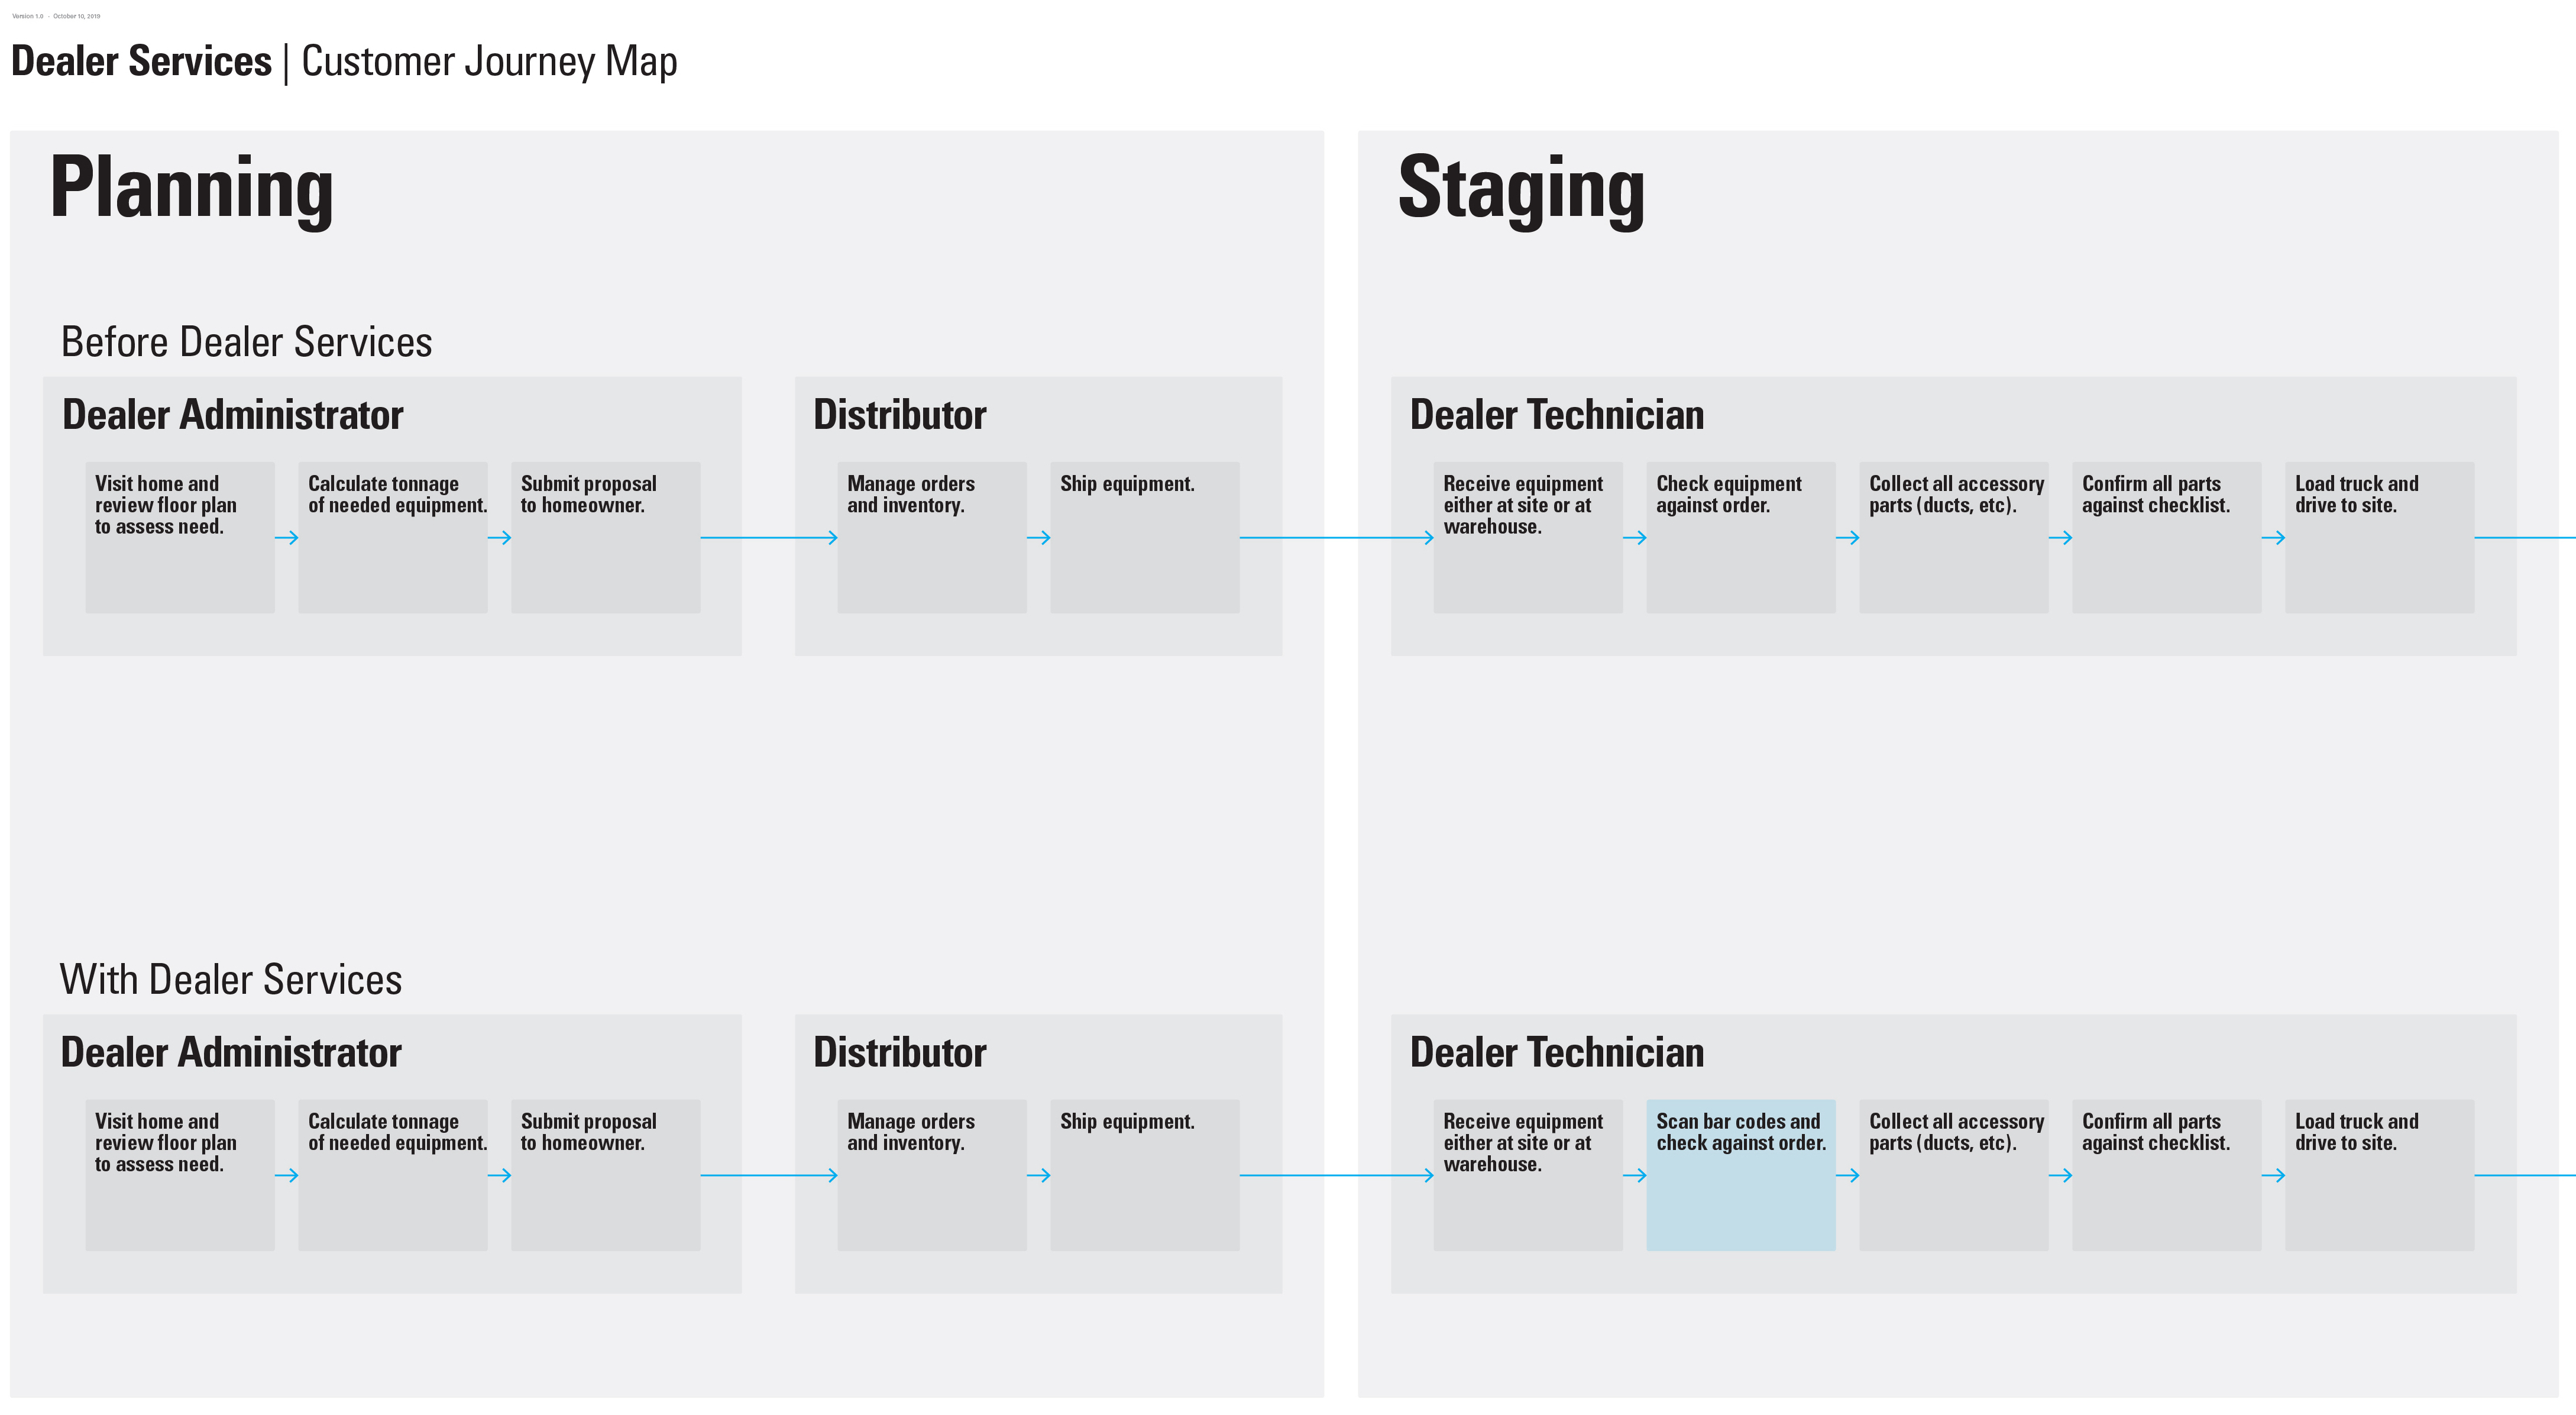 Version 1.0 - October 10, 2019
Dealer Services | Customer Journey Map
Planning
Staging
Before Dealer Services
Dealer Administrator
Visit home and
review floor plan
to assess need.
Calculate tonnage
of needed equipment.
Submit proposal
to homeowner.
Distributor
Manage orders
and inventory.
Ship equipment.
Dealer Technician
Receive equipment
either at site or at
warehouse.
Check equipment
against order.
Collect all accessory
parts (ducts, etc).
Confirm all parts
against checklist.
Load truck and
drive to site.
With Dealer Services
Dealer Administrator
Visit home and
review floor plan
to assess need.
Calculate tonnage
of needed equipment.
Submit proposal
to homeowner.
Distributor
Manage orders
and inventory.
Ship equipment.
Dealer Technician
Receive equipment
either at site or at
warehouse.
Scan bar codes and
check against order.
Collect all accessory
parts (ducts, etc).
Confirm all parts
against checklist.
Load truck and
drive to site.